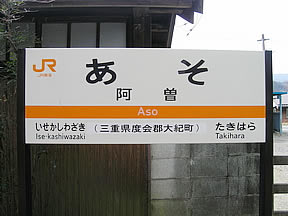 JR
JR東海
あそ
阿曽
Aso
いせかしわざき (三重県度会郡大紀町) たきはら
Ise-kashiwazaki Takihara